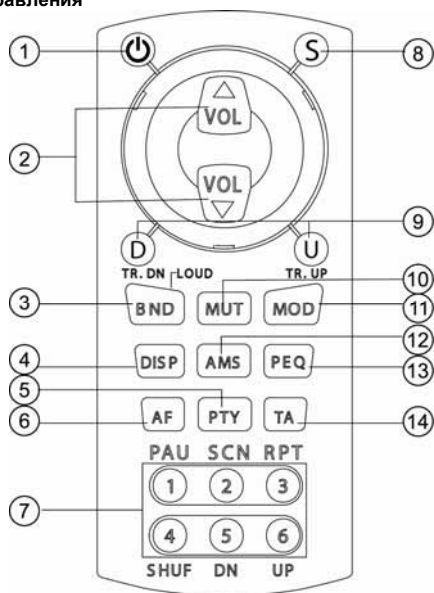 равления
1 S 8
VOL
2
VOL
9
D U
TR. DN LOUD TR. UP
10
3 BND MUT MOD 11
12
4 DISP AMS PEQ 13
5
6 AF PTY TA 14
PAU SCN RPT
1 2 3
7
4 5 6
SHUF DN UP